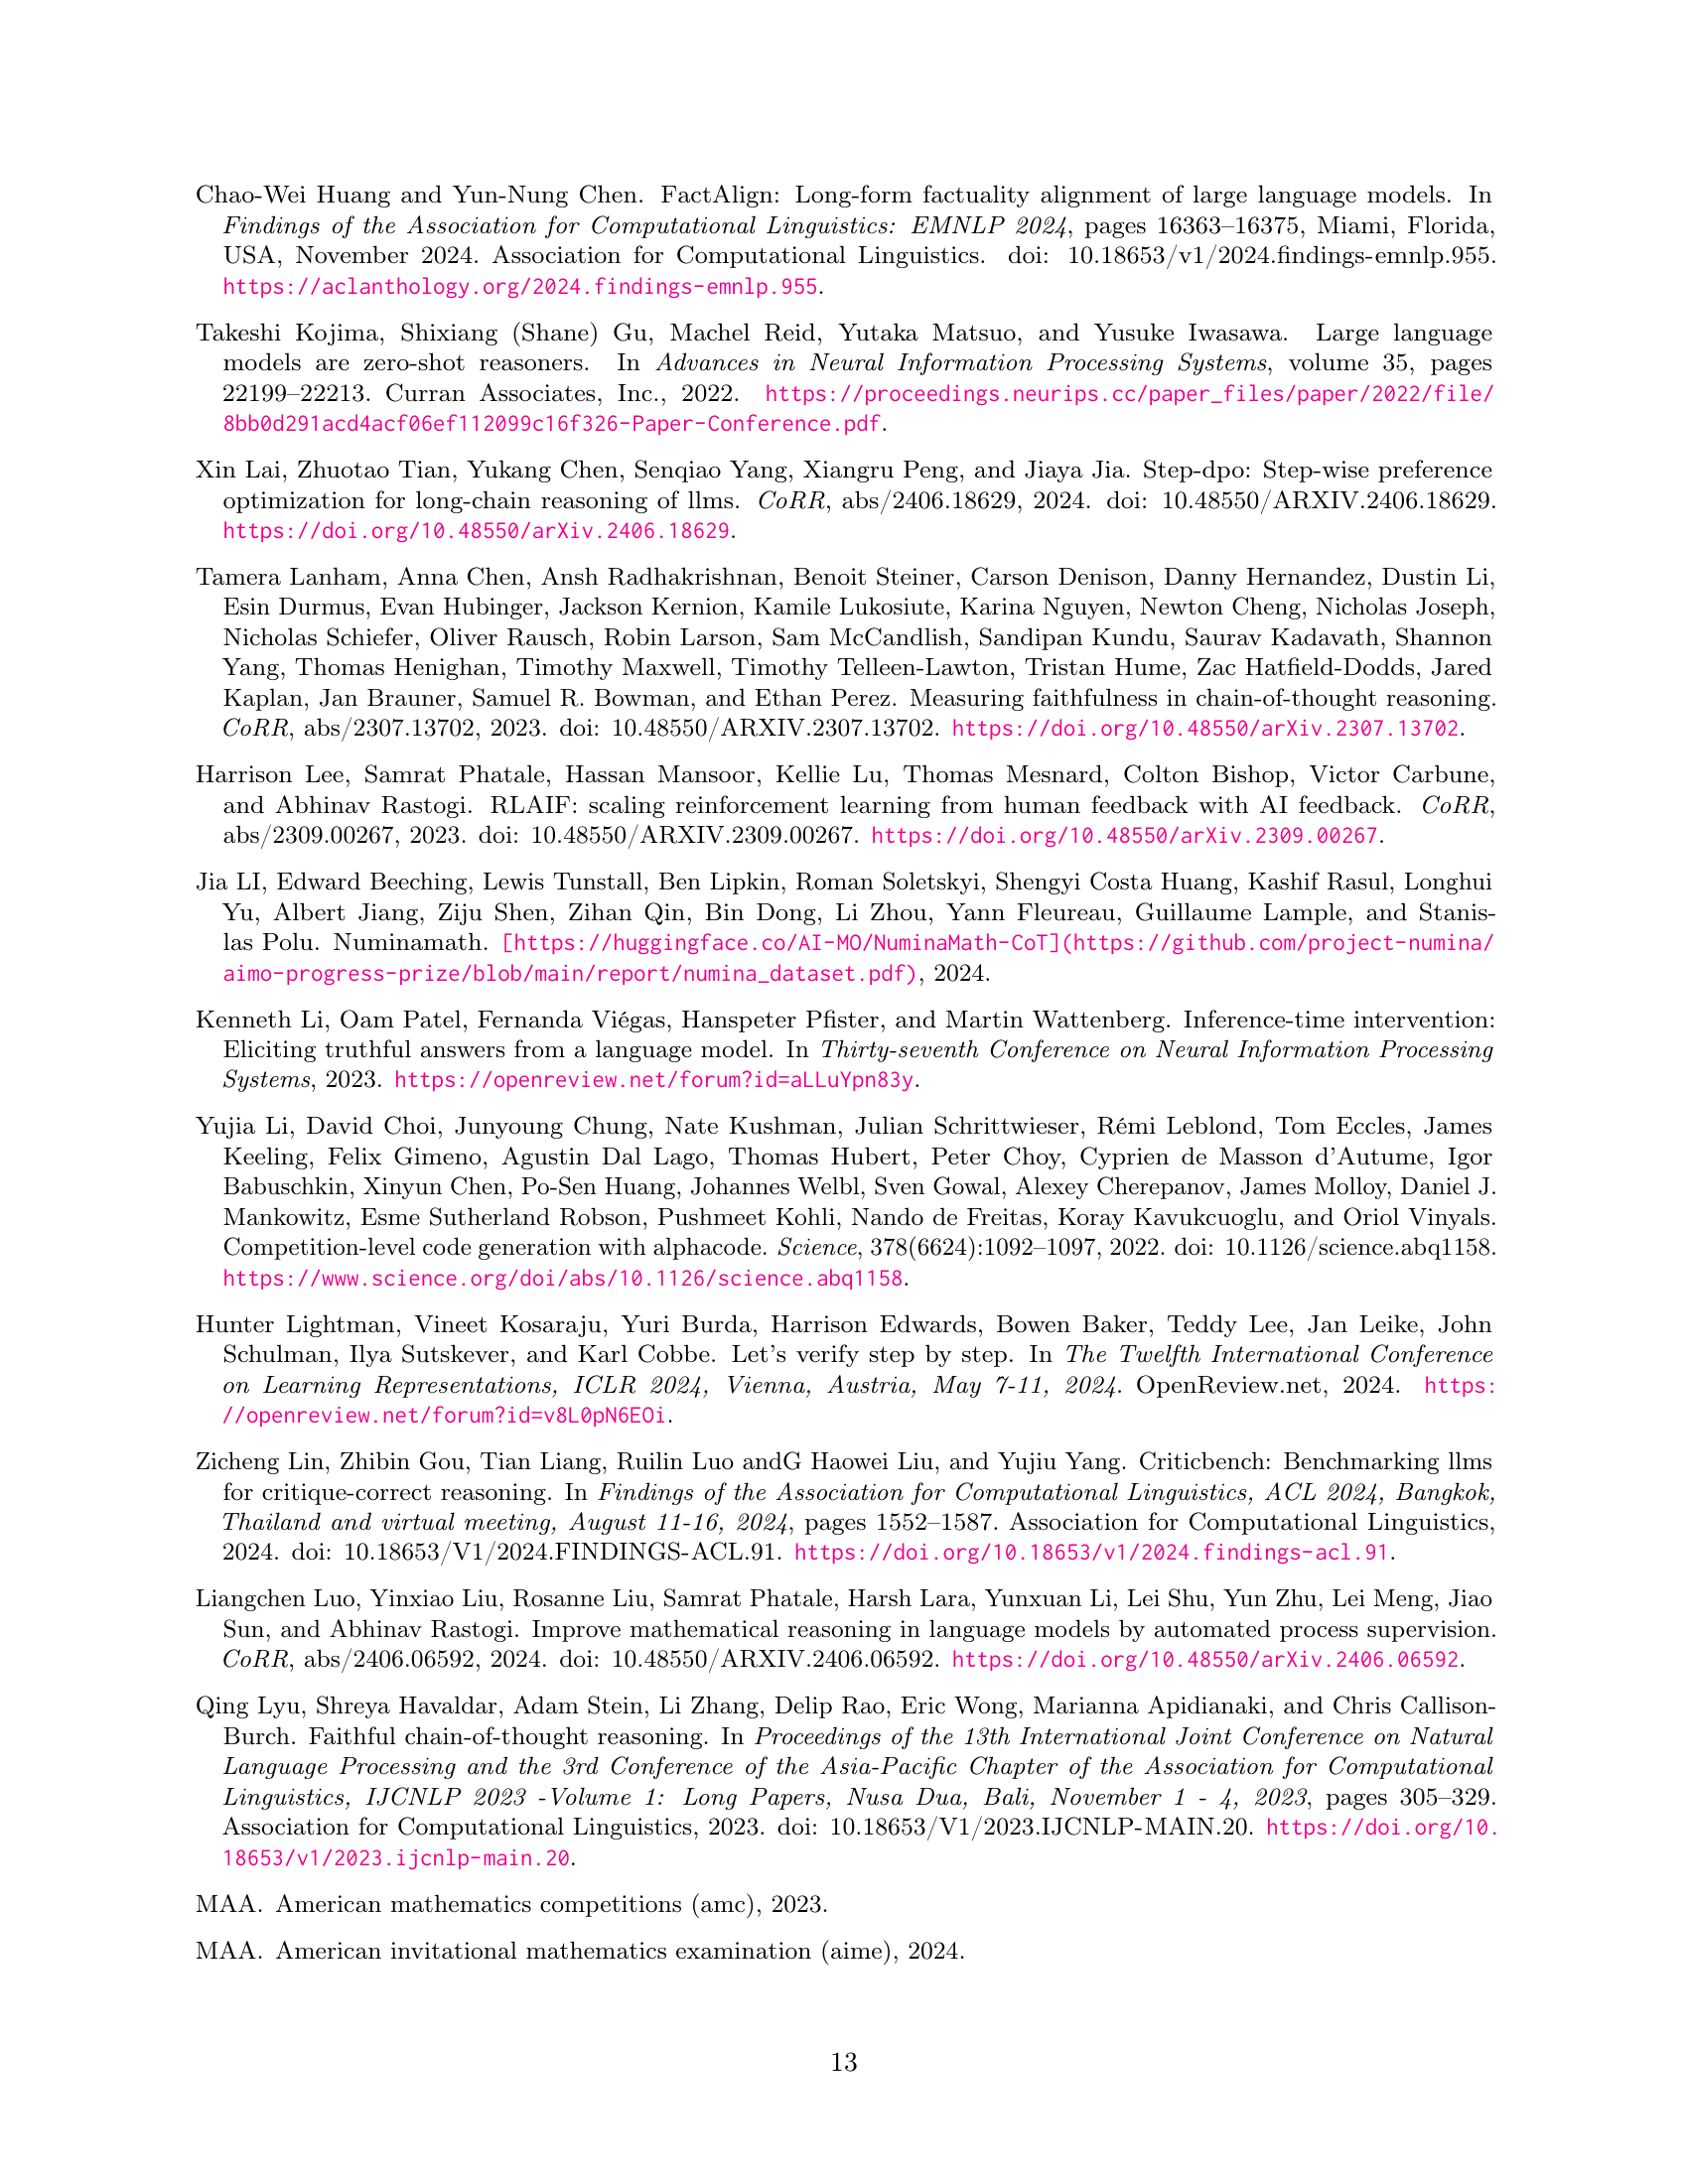 Chao-Wei Huang and Yun-Nung Chen. FactAlign: Long-form factuality alignment of large language models. In
Findings of the Association for Computational Linguistics: EMNLP 2024, pages 16363–16375, Miami, Florida,
USA, November 2024. Association for Computational Linguistics. doi: 10.18653/v1/2024.findings-emnlp.955.
https://aclanthology.org/2024.findings-emnlp.955.
Takeshi Kojima, Shixiang (Shane) Gu, Machel Reid, Yutaka Matsuo, and Yusuke Iwasawa. Large language
models are zero-shot reasoners. In Advances in Neural Information Processing Systems, volume 35, pages
22199–22213. Curran Associates, Inc., 2022. https://proceedings.neurips.cc/paper_files/paper/2022/file/
8bb0d291acd4acf06ef112099c16f326-Paper-Conference.pdf.
Xin Lai, Zhuotao Tian, Yukang Chen, Senqiao Yang, Xiangru Peng, and Jiaya Jia. Step-dpo: Step-wise preference
optimization for long-chain reasoning of llms. CoRR, abs/2406.18629, 2024. doi: 10.48550/ARXIV.2406.18629.
https://doi.org/10.48550/arXiv.2406.18629.
Tamera Lanham, Anna Chen, Ansh Radhakrishnan, Benoit Steiner, Carson Denison, Danny Hernandez, Dustin Li,
Esin Durmus, Evan Hubinger, Jackson Kernion, Kamile Lukosiute, Karina Nguyen, Newton Cheng, Nicholas Joseph,
Nicholas Schiefer, Oliver Rausch, Robin Larson, Sam McCandlish, Sandipan Kundu, Saurav Kadavath, Shannon
Yang, Thomas Henighan, Timothy Maxwell, Timothy Telleen-Lawton, Tristan Hume, Zac Hatfield-Dodds, Jared
Kaplan, Jan Brauner, Samuel R. Bowman, and Ethan Perez. Measuring faithfulness in chain-of-thought reasoning.
CoRR, abs/2307.13702, 2023. doi: 10.48550/ARXIV.2307.13702. https://doi.org/10.48550/arXiv.2307.13702.
Harrison Lee, Samrat Phatale, Hassan Mansoor, Kellie Lu, Thomas Mesnard, Colton Bishop, Victor Carbune,
and Abhinav Rastogi. RLAIF: scaling reinforcement learning from human feedback with AI feedback. CoRR,
abs/2309.00267, 2023. doi: 10.48550/ARXIV.2309.00267. https://doi.org/10.48550/arXiv.2309.00267.
Jia LI, Edward Beeching, Lewis Tunstall, Ben Lipkin, Roman Soletskyi, Shengyi Costa Huang, Kashif Rasul, Longhui
Yu, Albert Jiang, Ziju Shen, Zihan Qin, Bin Dong, Li Zhou, Yann Fleureau, Guillaume Lample, and Stanis-
las Polu. Numinamath. [https://huggingface.co/AI-MO/NuminaMath-CoT](https://github.com/project-numina/
aimo-progress-prize/blob/main/report/numina_dataset.pdf), 2024.
Kenneth Li, Oam Patel, Fernanda Viégas, Hanspeter Pfister, and Martin Wattenberg. Inference-time intervention:
Eliciting truthful answers from a language model. In Thirty-seventh Conference on Neural Information Processing
Systems, 2023. https://openreview.net/forum?id=aLLuYpn83y.
Yujia Li, David Choi, Junyoung Chung, Nate Kushman, Julian Schrittwieser, Rémi Leblond, Tom Eccles, James
Keeling, Felix Gimeno, Agustin Dal Lago, Thomas Hubert, Peter Choy, Cyprien de Masson d'Autume, Igor
Babuschkin, Xinyun Chen, Po-Sen Huang, Johannes Welbl, Sven Gowal, Alexey Cherepanov, James Molloy, Daniel J.
Mankowitz, Esme Sutherland Robson, Pushmeet Kohli, Nando de Freitas, Koray Kavukcuoglu, and Oriol Vinyals.
Competition-level code generation with alphacode. Science, 378(6624):1092–1097, 2022. doi: 10.1126/science.abq1158.
https://www.science.org/doi/abs/10.1126/science.abq1158.
Hunter Lightman, Vineet Kosaraju, Yuri Burda, Harrison Edwards, Bowen Baker, Teddy Lee, Jan Leike, John
Schulman, Ilya Sutskever, and Karl Cobbe. Let's verify step by step. In The Twelfth International Conference
on Learning Representations, ICLR 2024, Vienna, Austria, May 7-11, 2024. OpenReview.net, 2024. https:
//openreview.net/forum?id=v8L0pN6EOi.
Zicheng Lin, Zhibin Gou, Tian Liang, Ruilin Luo andG Haowei Liu, and Yujiu Yang. Criticbench: Benchmarking llms
for critique-correct reasoning. In Findings of the Association for Computational Linguistics, ACL 2024, Bangkok,
Thailand and virtual meeting, August 11-16, 2024, pages 1552–1587. Association for Computational Linguistics,
2024. doi: 10.18653/V1/2024.FINDINGS-ACL.91. https://doi.org/10.18653/v1/2024.findings-acl.91.
Liangchen Luo, Yinxiao Liu, Rosanne Liu, Samrat Phatale, Harsh Lara, Yunxuan Li, Lei Shu, Yun Zhu, Lei Meng, Jiao
Sun, and Abhinav Rastogi. Improve mathematical reasoning in language models by automated process supervision.
CoRR, abs/2406.06592, 2024. doi: 10.48550/ARXIV.2406.06592. https://doi.org/10.48550/arXiv.2406.06592.
Qing Lyu, Shreya Havaldar, Adam Stein, Li Zhang, Delip Rao, Eric Wong, Marianna Apidianaki, and Chris Callison-
Burch. Faithful chain-of-thought reasoning. In Proceedings of the 13th International Joint Conference on Natural
Language Processing and the 3rd Conference of the Asia-Pacific Chapter of the Association for Computational
Linguistics, IJCNLP 2023 -Volume 1: Long Papers, Nusa Dua, Bali, November 1 - 4, 2023, pages 305–329.
Association for Computational Linguistics, 2023. doi: 10.18653/V1/2023.IJCNLP-MAIN.20. https://doi.org/10.
18653/v1/2023.ijcnlp-main.20.
MAA. American mathematics competitions (amc), 2023.
MAA. American invitational mathematics examination (aime), 2024.
13